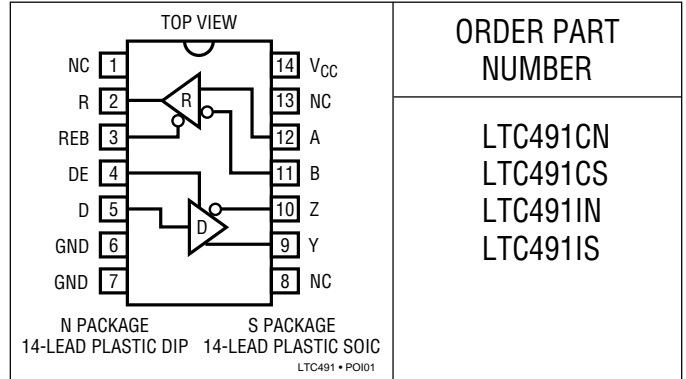 TOP VIEW
NC 1
R 2
REB 3
DE 4
D 5
GND 6
GND 7
14 VCC
13 NC
12 A
11 B
10 Z
9 Y
8 NC
R
D
N PACKAGE
14-LEAD PLASTIC DIP
S PACKAGE
14-LEAD PLASTIC SOIC
LTC491 • POI01
ORDER PART
NUMBER
LTC491CN
LTC491CS
LTC491IN
LTC491IS